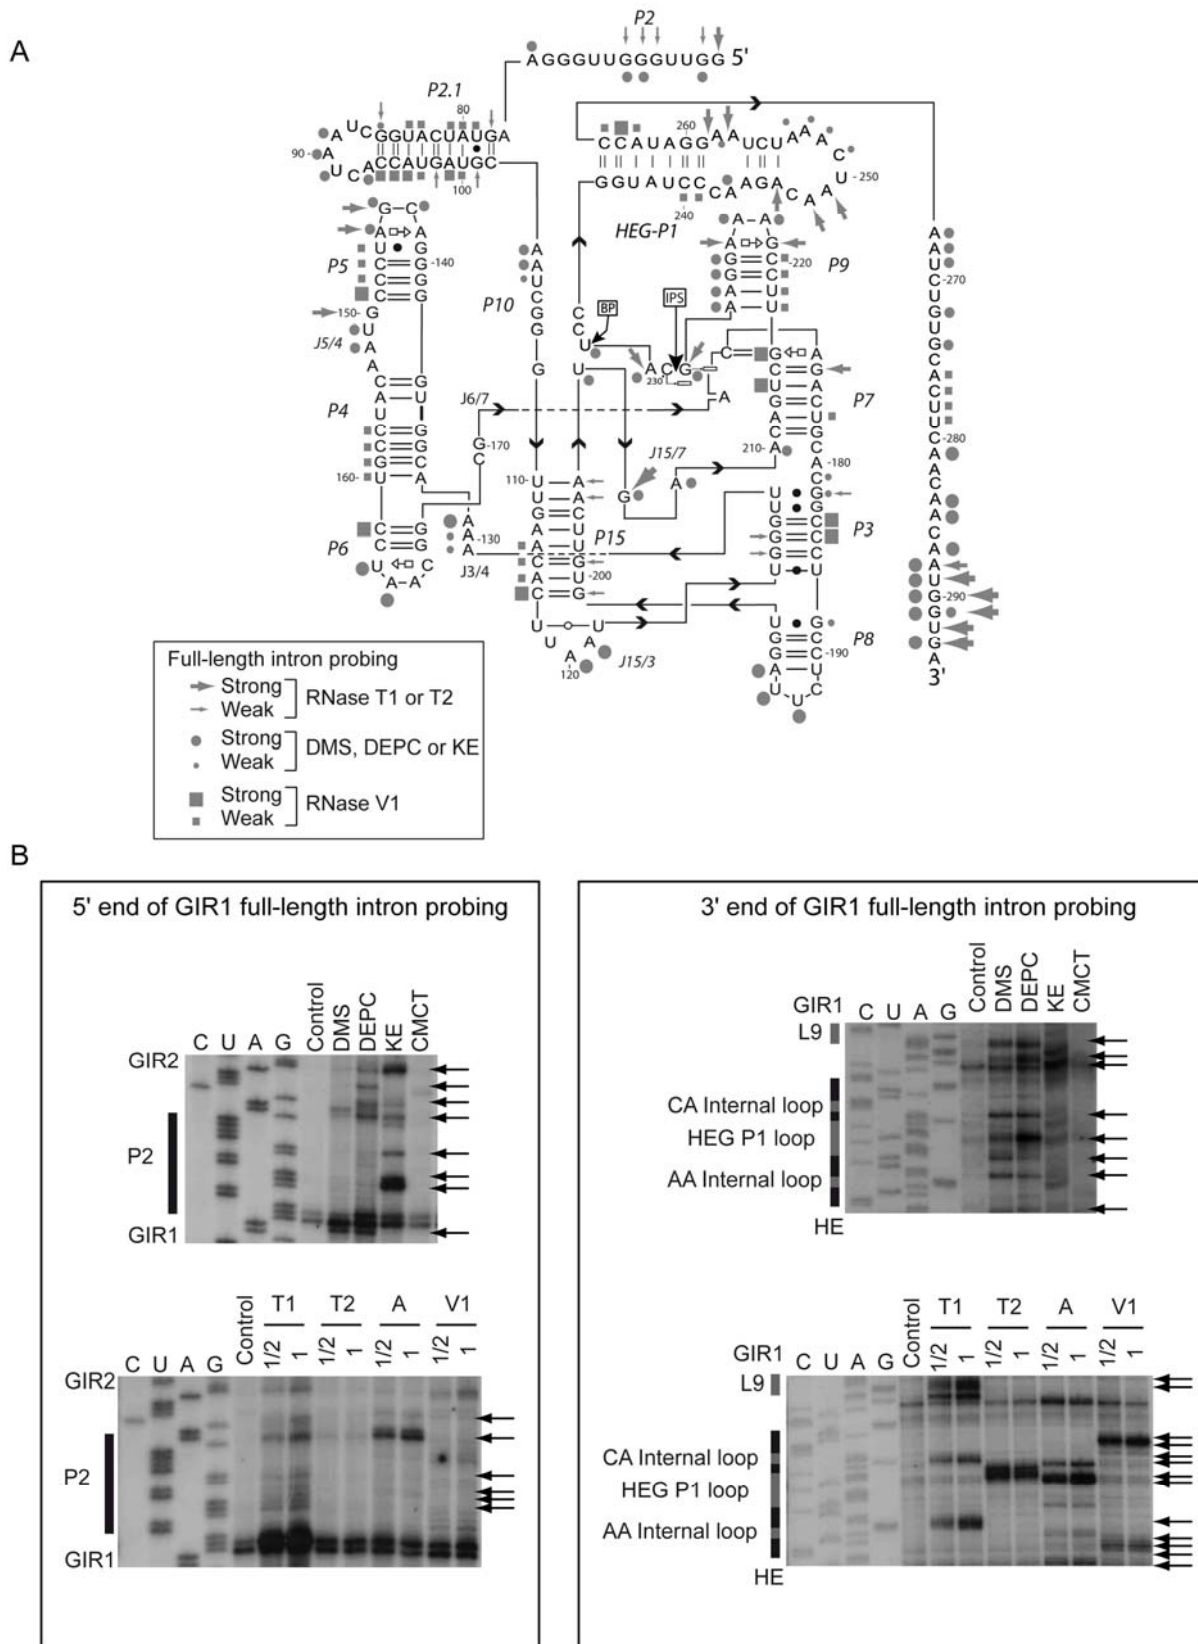 A
P2
AGGGUUGGGUUGG 5'
P2.1
80
90
100
HEG-P1
260
250
240
P5
140
150
J5/4
P4
160
P6
P10
BP
IPS
230
P9
220
P7
210
180
J6/7
170
J15/7
110
P15
P3
130
J3/4
200
120
J15/3
P8
190
270
280
290
3'
Full-length intron probing
Strong
Weak
RNase T1 or T2
Strong
Weak
DMS, DEPC or KE
Strong
Weak
RNase V1
B
5' end of GIR1 full-length intron probing
C U A G Control DMS DEPC KE CMCT
GIR2
P2
GIR1
T1 T2 A V1
C U A G Control 1/2 1 1/2 1 1/2 1 1/2 1
GIR2
P2
GIR1
3' end of GIR1 full-length intron probing
GIR1 C U A G Control DMS DEPC KE CMCT
L9
CA Internal loop
HEG P1 loop
AA Internal loop
HE
T1 T2 A V1
GIR1 C U A G Control 1/2 1 1/2 1 1/2 1 1/2 1
L9
CA Internal loop
HEG P1 loop
AA Internal loop
HE